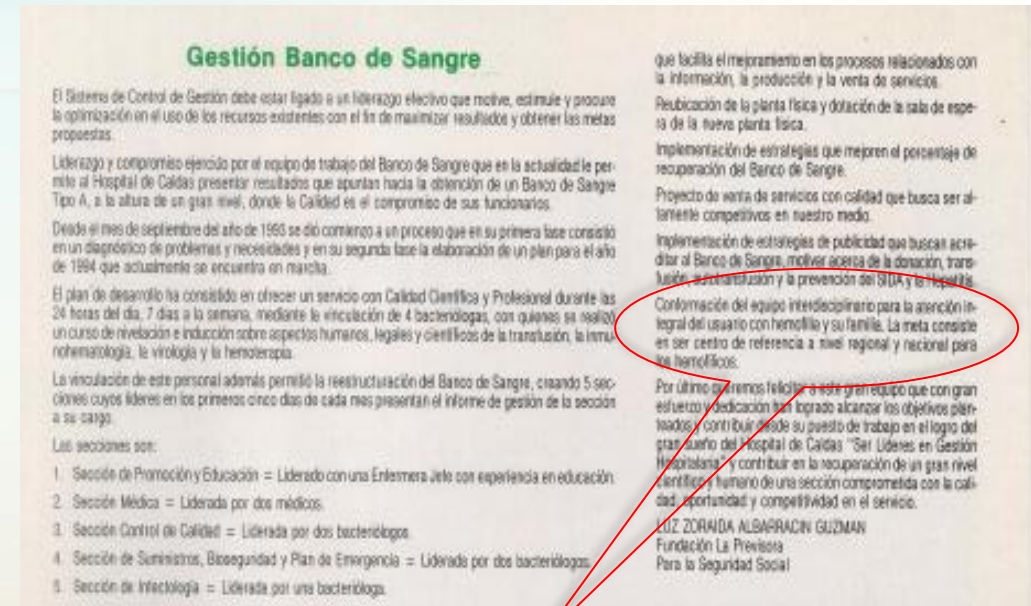 Gestión Banco de Sangre
El Sistema de Control de Gestión debe estar ligado a un liderazgo efectivo que motive, estimule y procure
la optimización en el uso de los recursos existentes con el fin de maximizar resultados y obtener las metas
propuestas.
Liderazgo y compromiso ejercido por el equipo de trabajo del Banco de Sangre que en la actualidad le per-
mite al Hospital de Caldas presentar resultados que apuntan hacia la obtención de un Banco de Sangre
Tipo A, a la altura de un gran nivel, donde la Calidad es el compromiso de sus funcionarios.
Desde el mes de septiembre del año de 1993 se dió comienzo a un proceso que en su primera fase consistió
en un diagnóstico de problemas y necesidades y en su segunda fase la elaboración de un plan para el año
de 1994 que actualmente se encuentra en marcha.
El plan de desarrollo ha consistido en ofrecer un servicio con Calidad Científica y Profesional durante las
24 horas del día, 7 días a la semana, mediante la vinculación de 4 bacteriólogas, con quienes se realizó
un curso de nivelación e inducción sobre aspectos humanos, legales y científicos de la transfusión, la inmu-
nohematología, la virología y la hemoterapia.
La vinculación de este personal además permitió la reestructuración del Banco de Sangre, creando 5 sec-
ciones cuyos líderes en los primeros cinco días de cada mes presentan el informe de gestión de la sección
a su cargo.
Las secciones son:
1. Sección de Promoción y Educación = Liderado con una Enfermera Jefe con experiencia en educación.
2. Sección Médica = Liderada por dos médicos.
3. Sección Control de Calidad = Liderada por dos bacteriólogos.
4. Sección de Suministros, Bioseguridad y Plan de Emergencia = Liderada por dos bacteriólogos.
5. Sección de Infectología = Liderada por una bacterióloga.
que facilita el mejoramiento en los procesos relacionados con
la información, la producción y la venta de servicios.
Reubicación de la planta física y dotación de la sala de espe-
ra de la nueva planta física.
Implementación de estrategias que mejoren el porcentaje de
recuperación del Banco de Sangre.
Proyecto de venta de servicios con calidad que busca ser al-
tamente competitivos en nuestro medio.
Implementación de estrategias de publicidad que buscan acre-
ditar al Banco de Sangre, motivar acerca de la donación, trans-
fusión, autotransfusión y la prevención del SIDA y la Hepatitis.
Conformación del equipo interdisciplinario para la atención in-
tegral del usuario con hemofilia y su familia. La meta consiste
en ser centro de referencia a nivel regional y nacional para
los hemofílicos.
Por último queremos felicitar a este gran equipo que con gran
esfuerzo y dedicación han logrado alcanzar los objetivos plan-
teados y contribuir desde su puesto de trabajo en el logro del
gran sueño del Hospital de Caldas "Ser Líderes en Gestión
Hospitalaria" y contribuir en la recuperación de un gran nivel
científico y humano de una sección comprometida con la cali-
dad, oportunidad y competitividad en el servicio.
LUZ ZORAIDA ALBARRACIN GUZMAN
Fundación La Previsora
Para la Seguridad Social